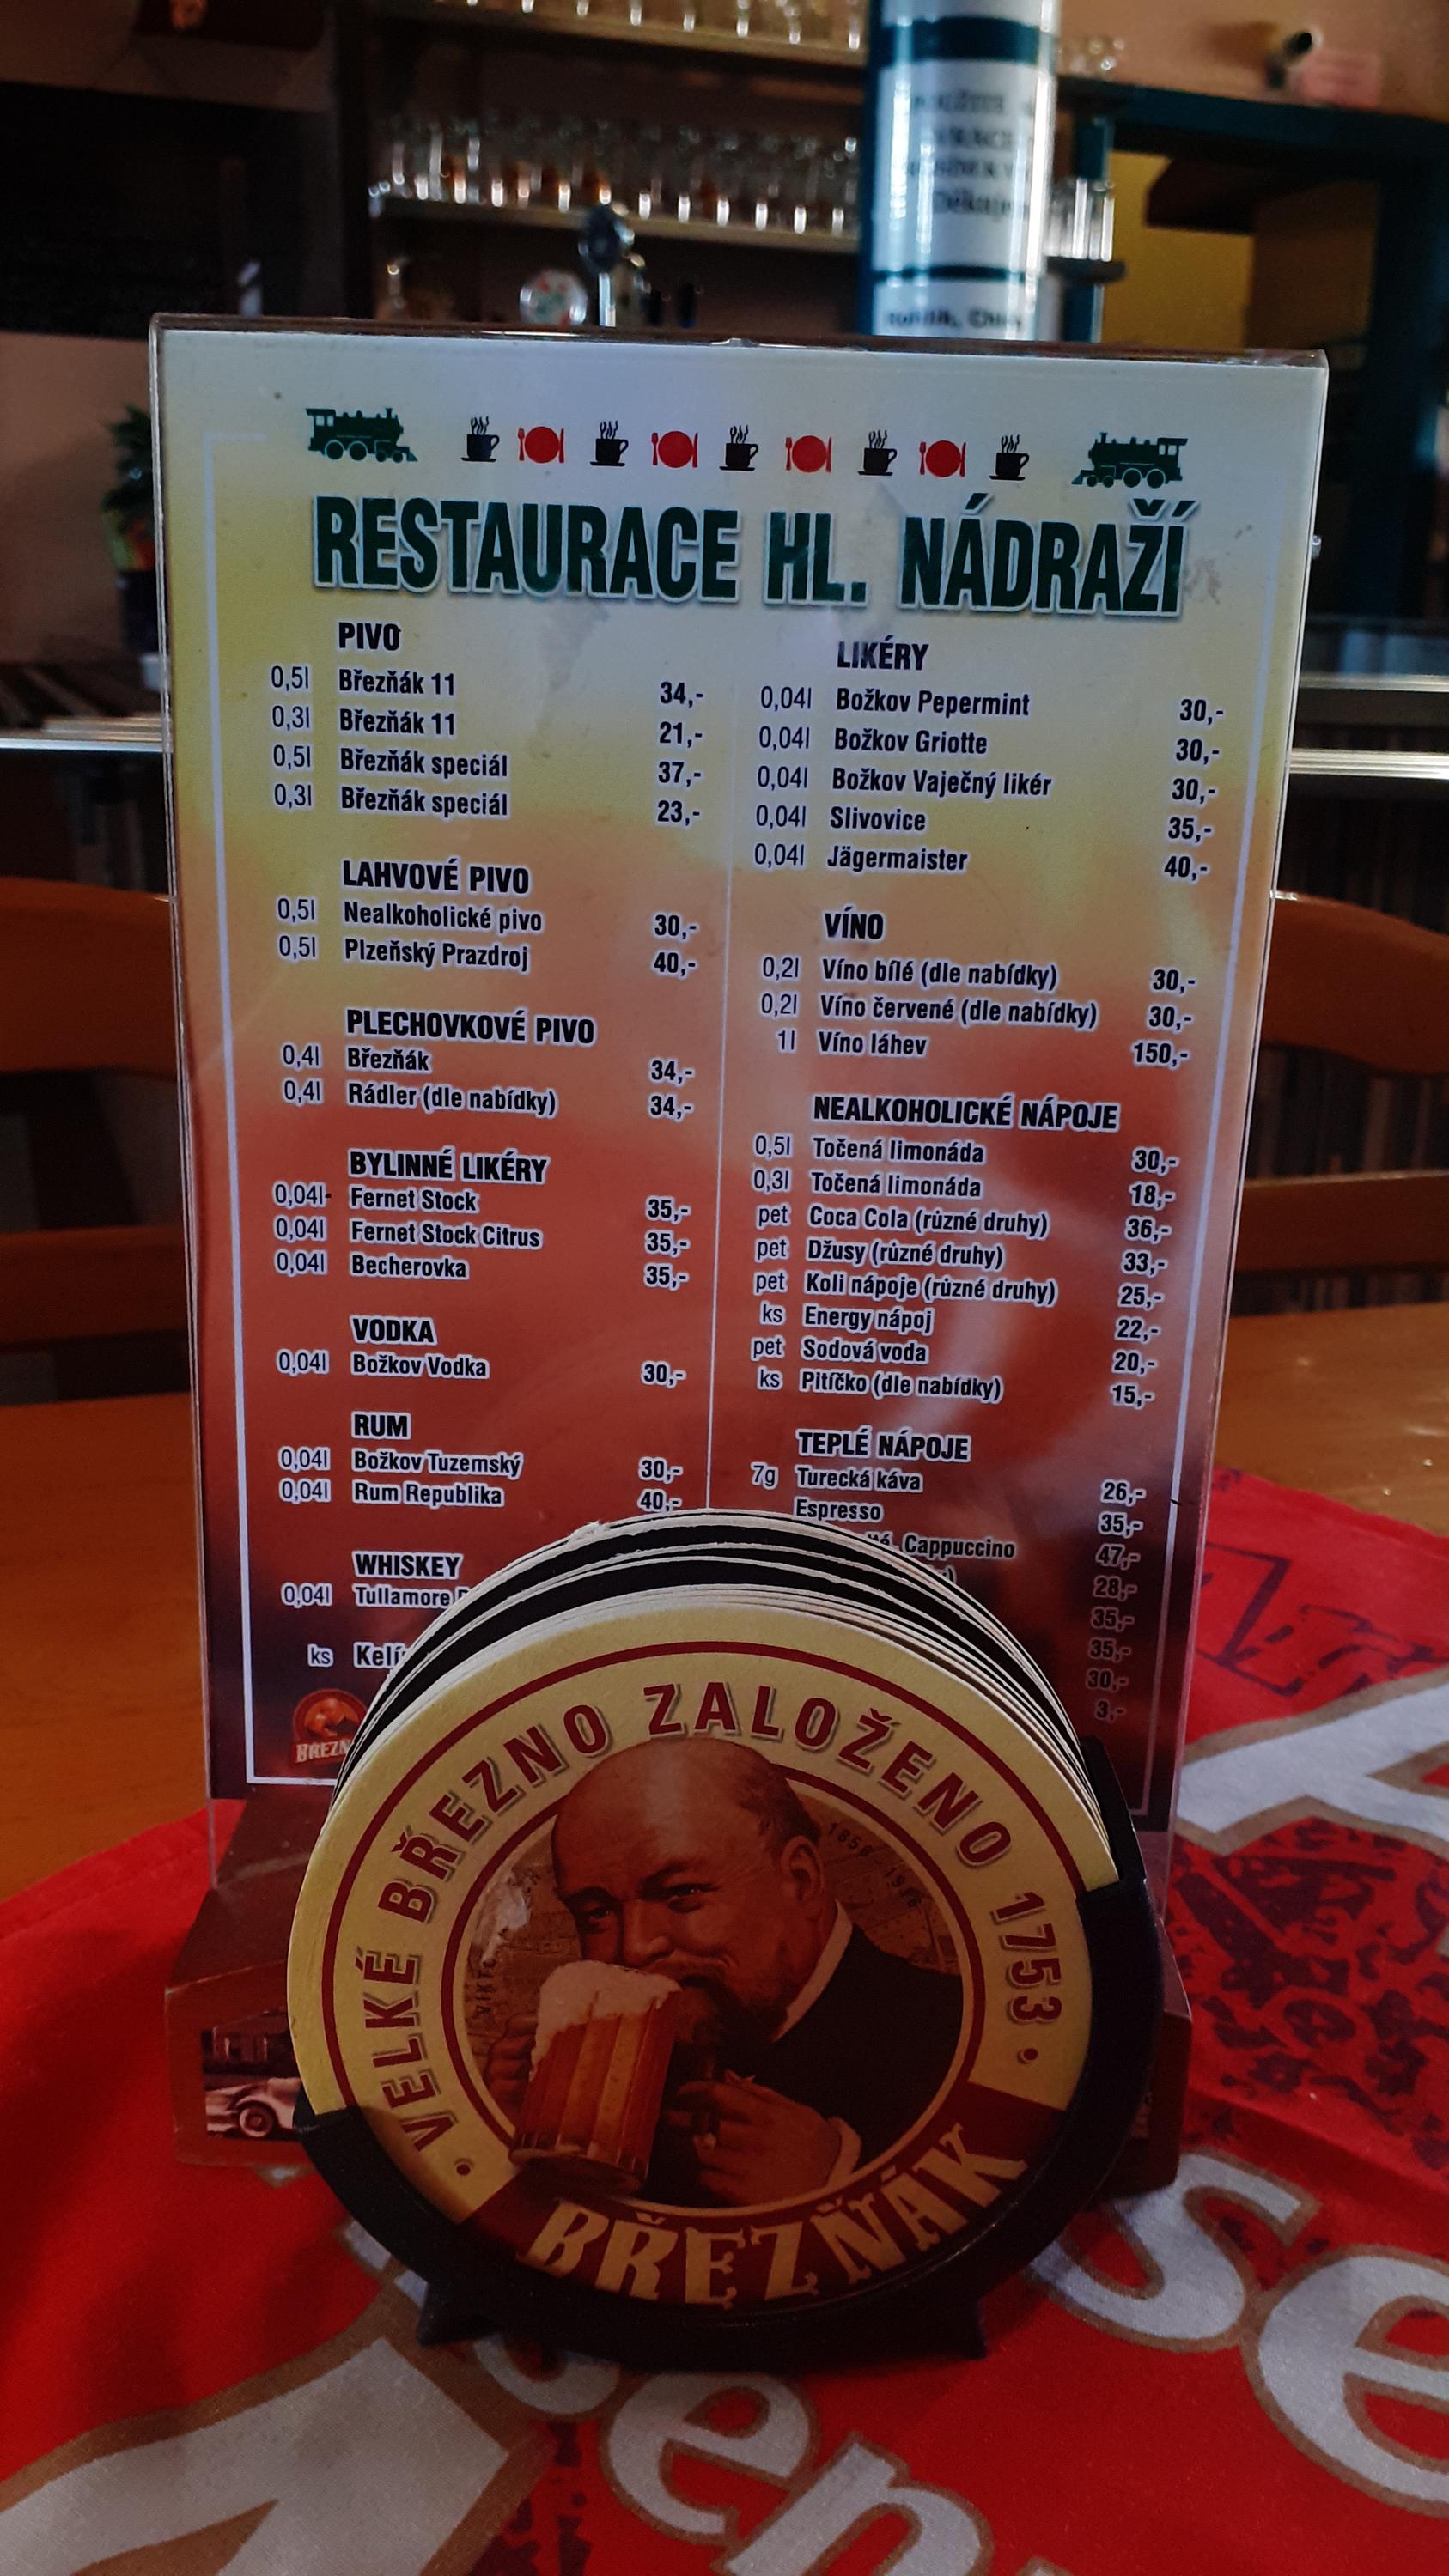 RESTAURACE HL. NÁDRAŽÍ
PIVO
0,5l Březňák 11 34,-
0,3l Březňák 11 21,-
0,5l Březňák speciál 37,-
0,3l Březňák speciál 23,-
LAHVOVÉ PIVO
0,5l Nealkoholické pivo 30,-
0,5l Plzeňský Prazdroj 40,-
PLECHOVKOVÉ PIVO
0,4l Březňák 34,-
0,4l Rádler (dle nabídky) 34,-
BYLINNÉ LIKÉRY
0,04l Fernet Stock 35,-
0,04l Fernet Stock Citrus 35,-
0,04l Becherovka 35,-
VODKA
0,04l Božkov Vodka 30,-
RUM
0,04l Božkov Tuzemský 30,-
0,04l Rum Republika 40,-
WHISKEY
0,04l Tullamore
ks
LIKÉRY
0,04l Božkov Pepermint 30,-
0,04l Božkov Griotte 30,-
0,04l Božkov Vaječný likér 30,-
0,04l Slivovice 35,-
0,04l Jägermaister 40,-
VÍNO
0,2l Víno bílé (dle nabídky) 30,-
0,2l Víno červené (dle nabídky) 30,-
1l Víno láhev 150,-
NEALKOHOLICKÉ NÁPOJE
0,5l Točená limonáda 30,-
0,3l Točená limonáda 18,-
pet Coca Cola (různé druhy) 36,-
pet Džusy (různé druhy) 33,-
pet Koli nápoje (různé druhy) 25,-
ks Energy nápoj 22,-
pet Sodová voda 20,-
ks Pitíčko (dle nabídky) 15,-
TEPLÉ NÁPOJE
7g Turecká káva 26,-
Espresso 35,-
Cappuccino 47,-
28,-
35,-
35,-
30,-
3,-
VELKÉ BŘEZNO ZALOŽENO 1753
BŘEZŇÁK